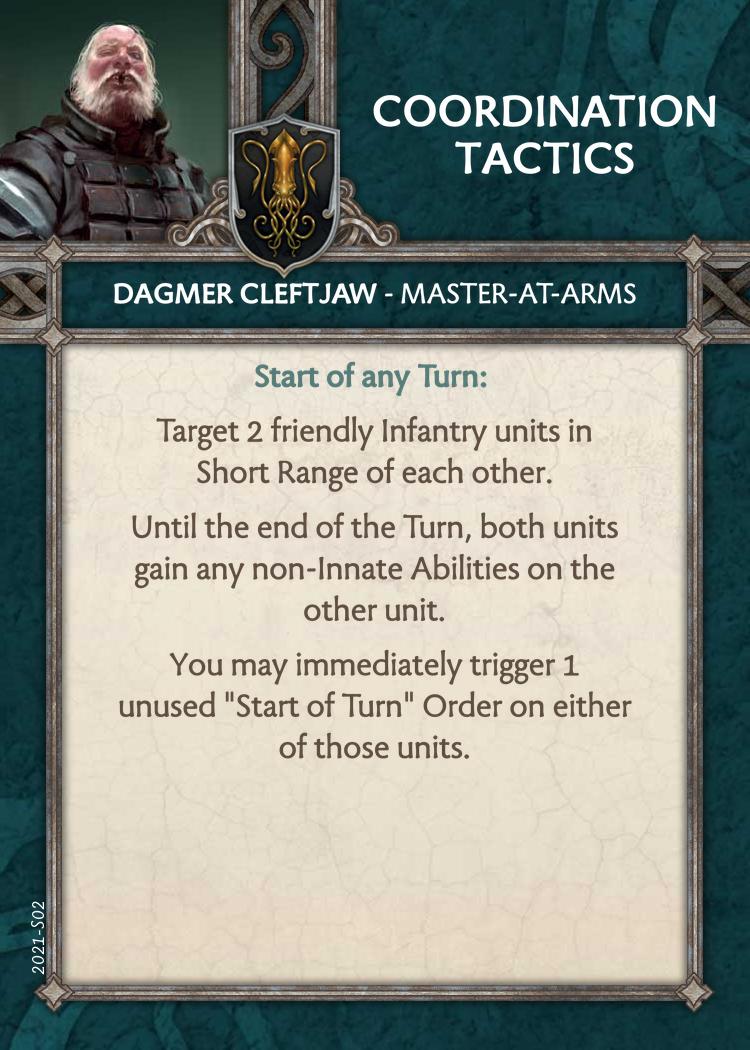 COORDINATION
TACTICS
DAGMER CLEFTJAW - MASTER-AT-ARMS
Start of any Turn:
Target 2 friendly Infantry units in
Short Range of each other.
Until the end of the Turn, both units
gain any non-Innate Abilities on the
other unit.
You may immediately trigger 1
unused "Start of Turn" Order on either
of those units.
2021-S02